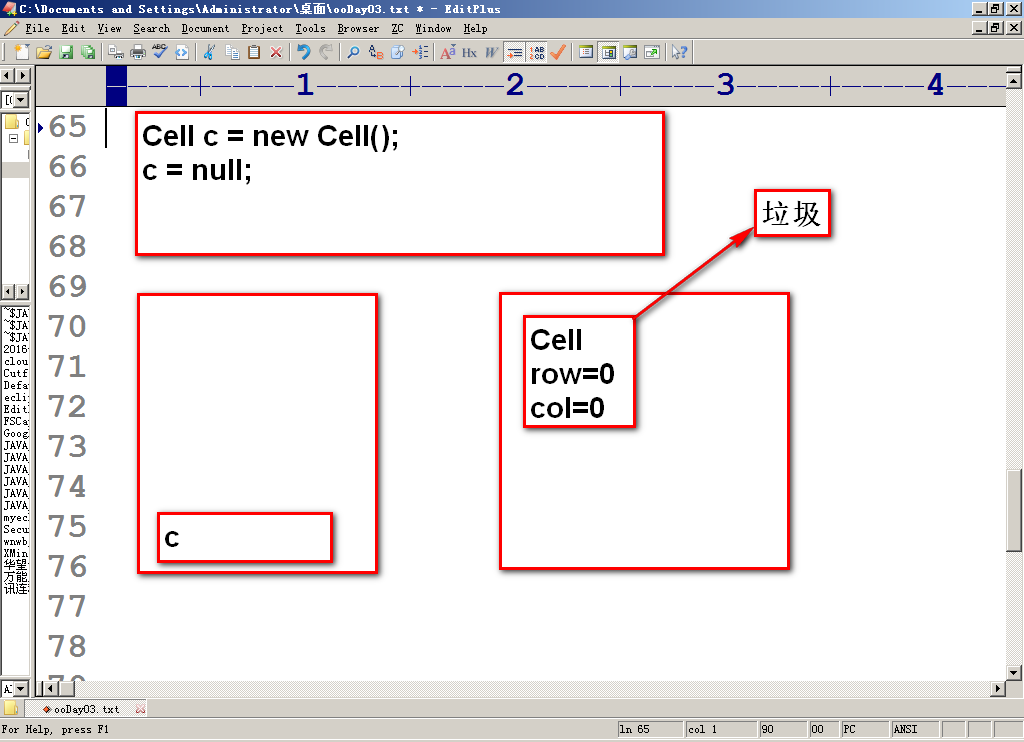 C:\Documents and Settings\Administrator\桌面\ooDay03.txt * - EditPlus
File Edit View Search Document Project Tools Browser ZC Window Help
1 2 3 4
65
66
67
68
69
70
71
72
73
74
75
76
77
78
Cell c = new Cell();
c = null;
垃圾
Cell
row=0
col=0
c
~$JA
~$JA
~$JA
2016
clou
Cutf
Defa
ecli
Edit
FSCa
Goog
JAVA
JAVA
JAVA
JAVA
JAVA
JAVA
myec
Secu
wnwb
XMin
华望
万能
讯连
ooDay03.txt
For Help, press F1
ln 65 col 1 90 00 PC ANSI